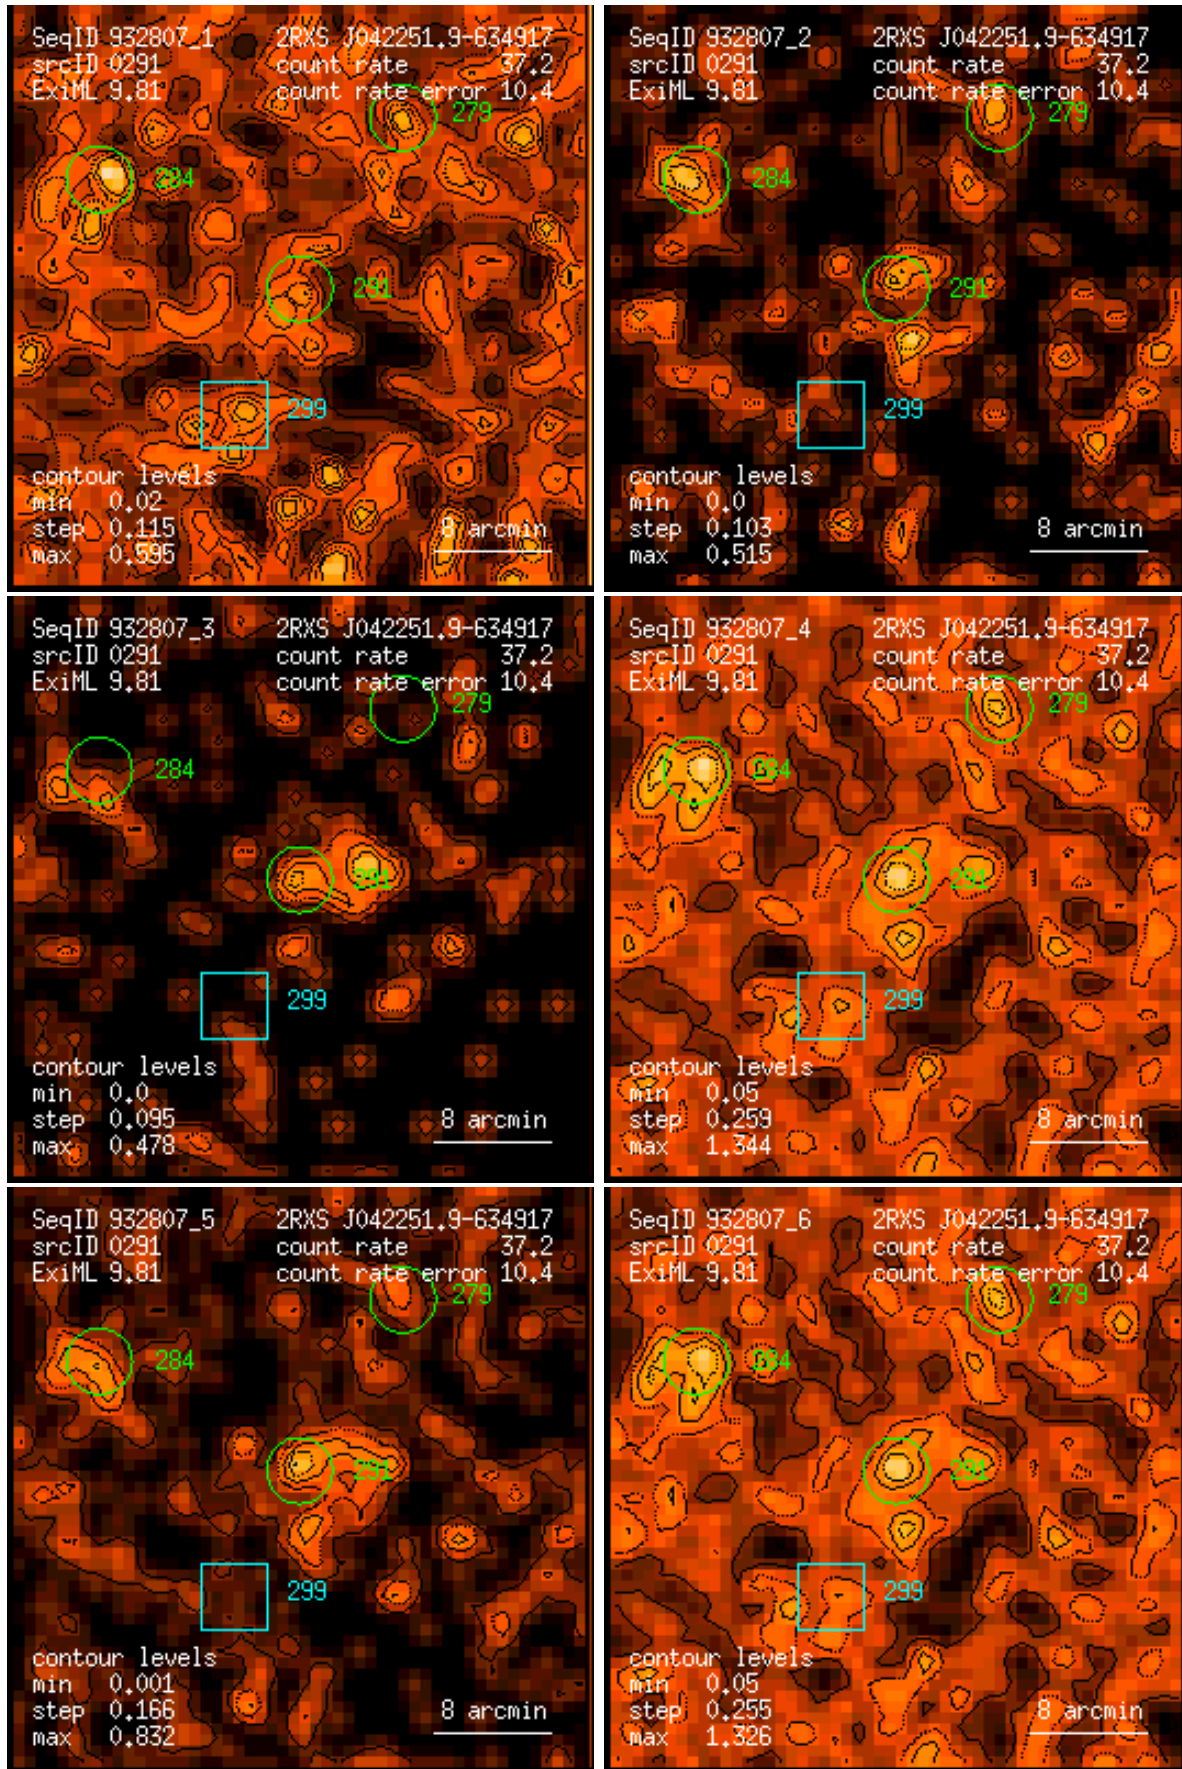 SeqID 932807_1 2RXS J042251.9-634917
srcID 0291 count rate 37.2
ExiML 9.81 count rate error 10.4
279
284
291
299
contour levels
min 0.02
step 0.115 8 arcmin
max 0.595
SeqID 932807_2 2RXS J042251.9-634917
srcID 0291 count rate 37.2
ExiML 9.81 count rate error 10.4
279
284
291
299
contour levels
min 0.0
step 0.103 8 arcmin
max 0.515
SeqID 932807_3 2RXS J042251.9-634917
srcID 0291 count rate 37.2
ExiML 9.81 count rate error 10.4
279
284
291
299
contour levels
min 0.0
step 0.095 8 arcmin
max 0.478
SeqID 932807_4 2RXS J042251.9-634917
srcID 0291 count rate 37.2
ExiML 9.81 count rate error 10.4
279
284
291
299
contour levels
min 0.05
step 0.259 8 arcmin
max 1.344
SeqID 932807_5 2RXS J042251.9-634917
srcID 0291 count rate 37.2
ExiML 9.81 count rate error 10.4
279
284
291
299
contour levels
min 0.001
step 0.166 8 arcmin
max 0.832
SeqID 932807_6 2RXS J042251.9-634917
srcID 0291 count rate 37.2
ExiML 9.81 count rate error 10.4
279
284
291
299
contour levels
min 0.05
step 0.255 8 arcmin
max 1.326